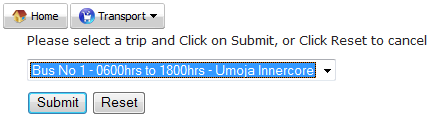 Home Transport
Please select a trip and Click on Submit, or Click Reset to cancel
Bus No 1 - 0600hrs to 1800hrs - Umoja Innercore
Submit Reset